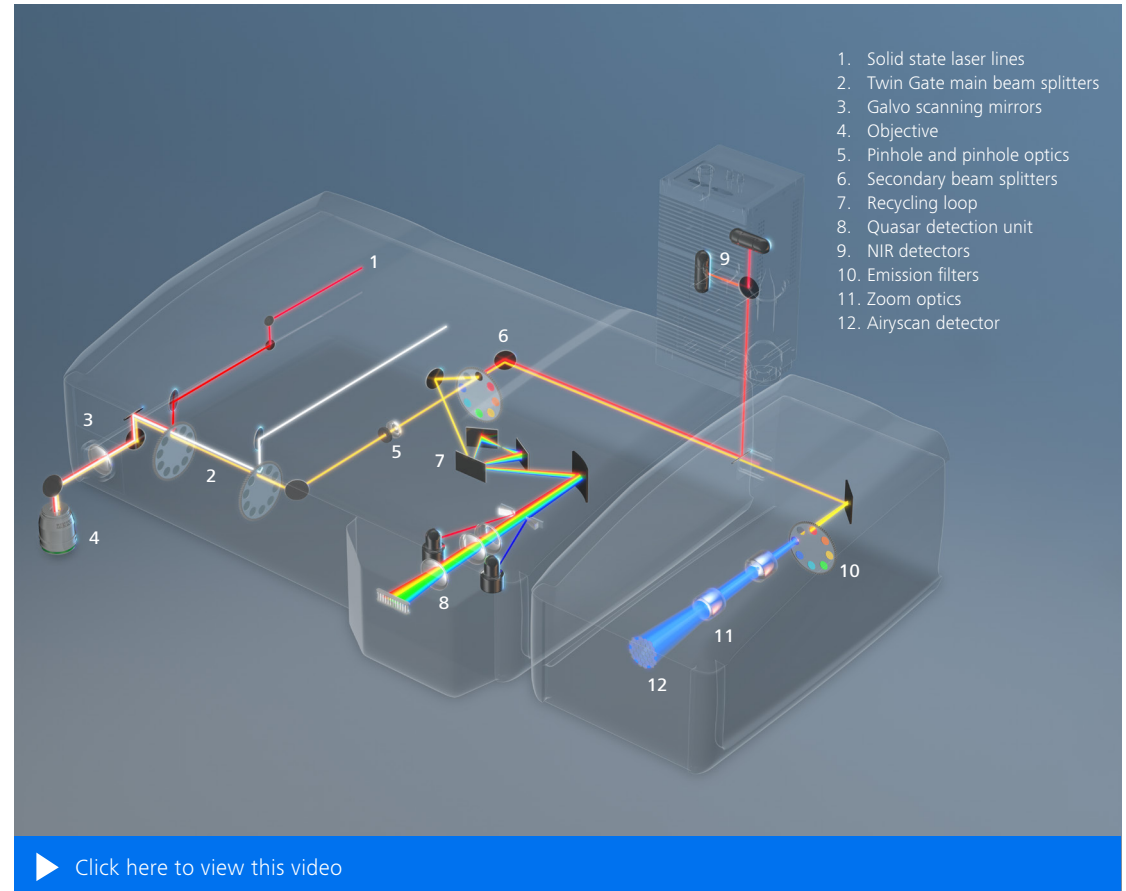 1. Solid state laser lines
2. Twin Gate main beam splitters
3. Galvo scanning mirrors
4. Objective
5. Pinhole and pinhole optics
6. Secondary beam splitters
7. Recycling loop
8. Quasar detection unit
9. NIR detectors
10. Emission filters
11. Zoom optics
12. Airyscan detector
9
1
6
3
5
7
2
4
10
8
11
12
Click here to view this video